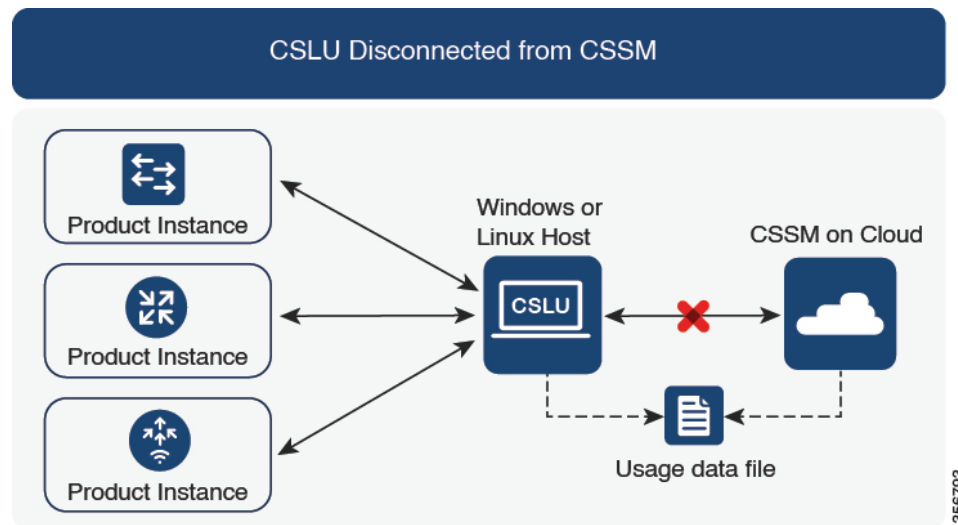 CSLU Disconnected from CSSM
Product Instance
Product Instance
Product Instance
Windows or
Linux Host
CSLU
CSSM on Cloud
Usage data file